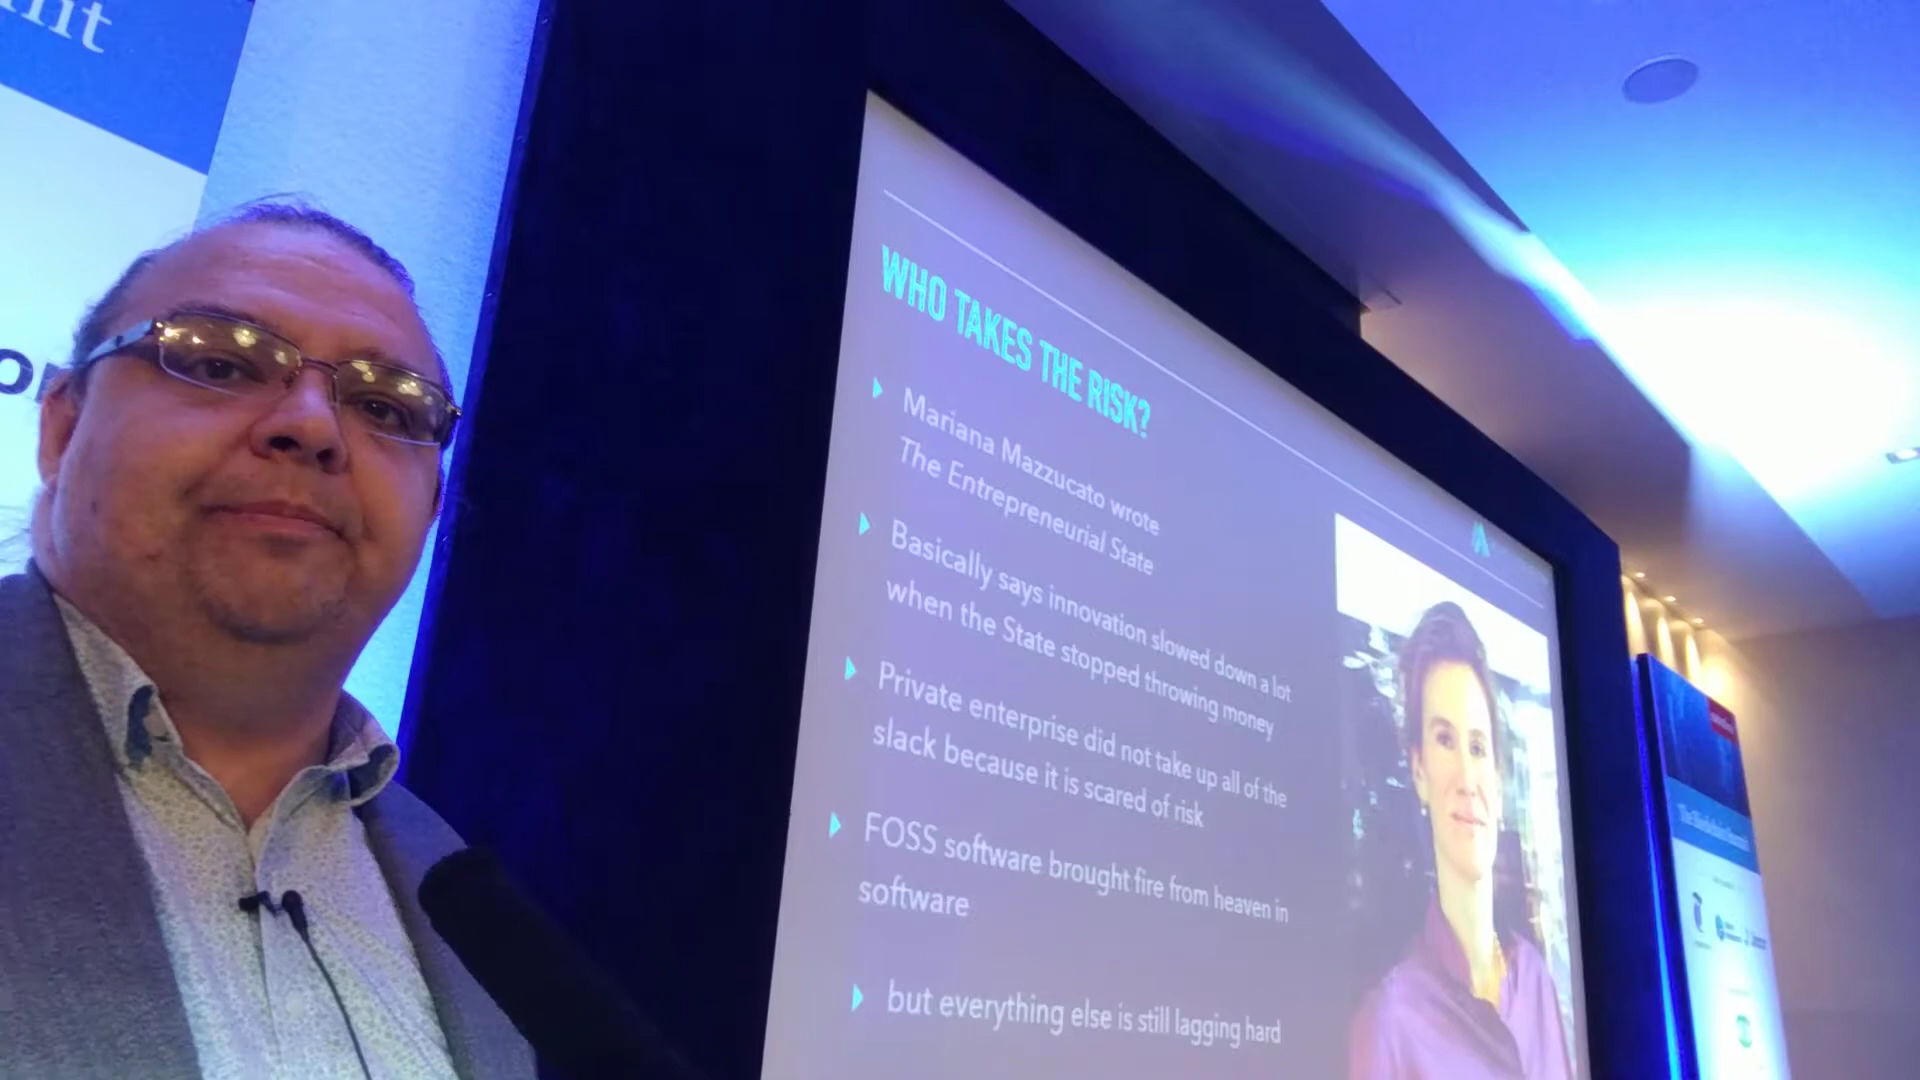 nt
WHO TAKES THE RISK?
Mariana Mazzucato wrote
The Entrepreneurial State
Basically says innovation slowed down a lot
when the State stopped throwing money
Private enterprise did not take up all of the
slack because it is scared of risk
FOSS software brought fire from heaven in
software
but everything else is still lagging hard